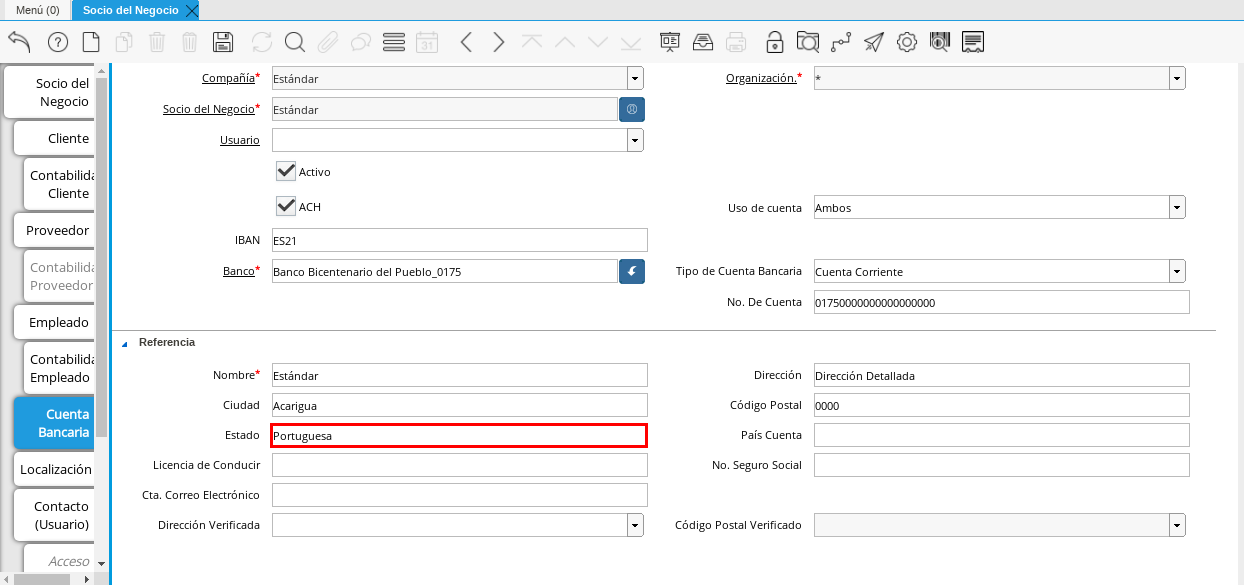 Menú (0)
Socio del Negocio
31
Socio del
Negocio
Cliente
Contabilida
Cliente
Proveedor
Contabilida
Proveedor
Empleado
Contabilida
Empleado
Cuenta
Bancaria
Localización
Contacto
(Usuario)
Acceso
Compañía* Estándar Organización.* *
Socio del Negocio* Estándar
Usuario
Activo
ACH Uso de cuenta Ambos
IBAN ES21
Banco* Banco Bicentenario del Pueblo_0175 Tipo de Cuenta Bancaria Cuenta Corriente
No. De Cuenta 01750000000000000000
Referencia
Nombre* Estándar Dirección Dirección Detallada
Ciudad Acarigua Código Postal 0000
Estado Portuguesa País Cuenta
Licencia de Conducir No. Seguro Social
Cta. Correo Electrónico
Dirección Verificada Código Postal Verificado